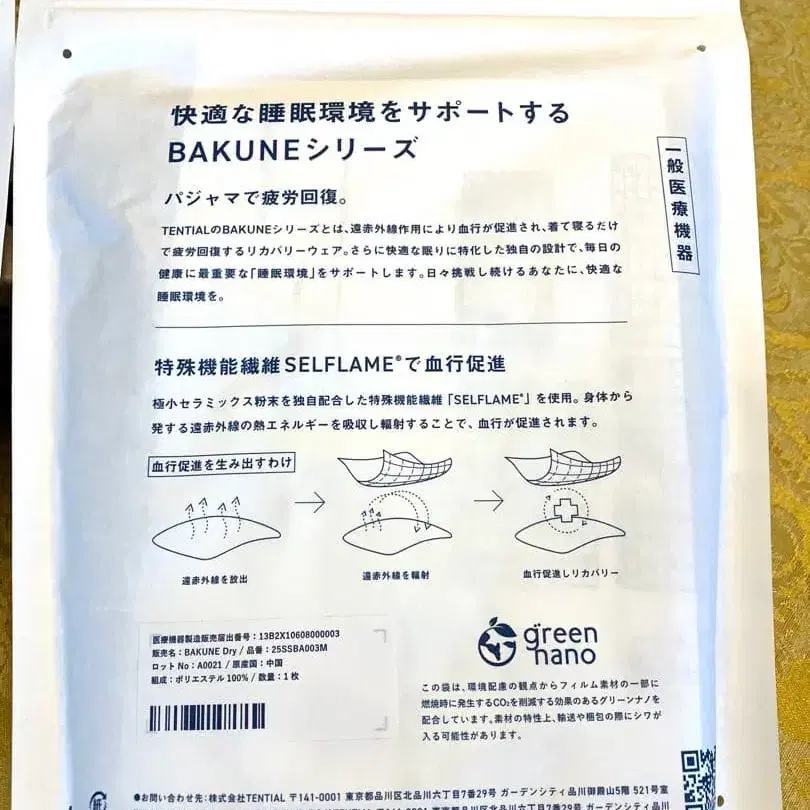 快適な睡眠環境をサポートする
BAKUNEシリーズ
一般医療機器
パジャマで疲労回復。
TENTIALのBAKUNEシリーズとは、遠赤外線作用により血行が促進され、着て寝るだけ
で疲労回復するリカバリーウェア。さらに快適な眠りに特化した独自の設計で、毎日の
健康に最重要な「睡眠環境」をサポートします。日々挑戦し続けるあなたに、快適な
睡眠環境を。
特殊機能繊維SELFLAME®で血行促進
極小セラミックス粉末を独自配合した特殊機能繊維「SELFLAME®」を使用。身体から
発する遠赤外線の熱エネルギーを吸収し輻射することで、血行が促進されます。
血行促進を生み出すわけ
遠赤外線を放出
遠赤外線を輻射
血行促進しリカバリー
医療機器製造販売届出番号：13B2X10608000003
販売名：BAKUNE Dry / 品番：25SSBA003M
ロットNo：A0021 / 原産国：中国
組成：ポリエステル100% / 数量：1枚
green
nano
この袋は、環境配慮の観点からフィルム素材の一部に
燃焼時に発生するCO₂を削減する効果のあるグリーンナノを
配合しています。素材の特性上、輸送や梱包の際にシワが
入る可能性があります。
●お問い合わせ先：株式会社TENTIAL 〒141-0001 東京都品川区北品川六丁目7番29号 ガーデンシティ品川御殿山5階 521号室